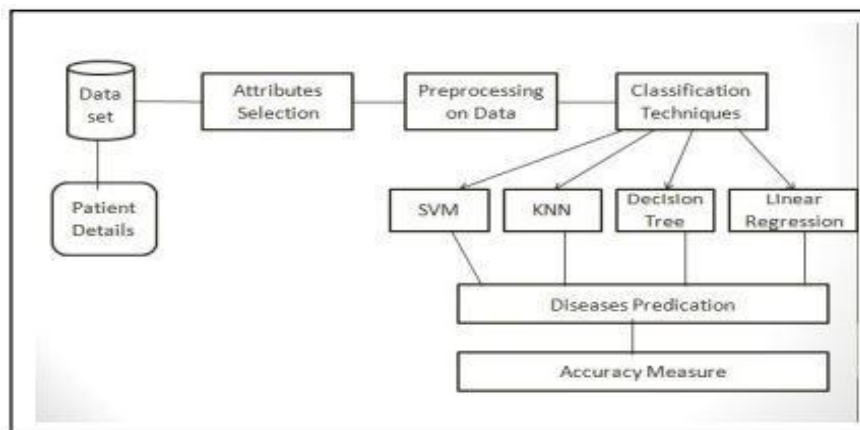 Data
set
Attributes
Selection
Preprocessing
on Data
Classification
Techniques
Patient
Details
SVM
KNN
Decision
Tree
Linear
Regression
Diseases Predication
Accuracy Measure